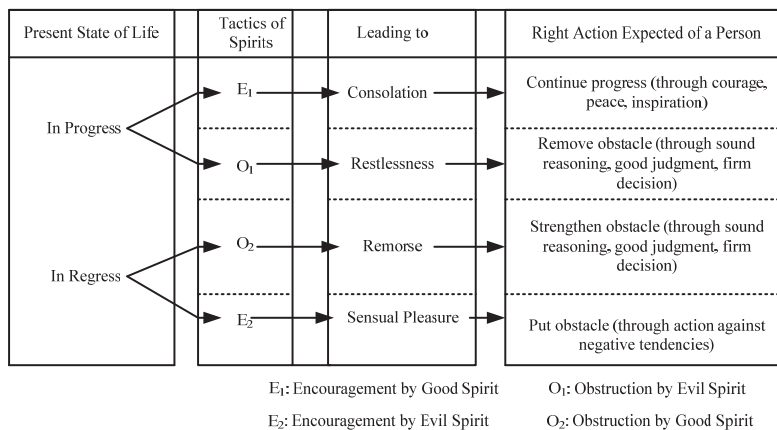 Present State of Life
Tactics of
Spirits
Leading to
Right Action Expected of a Person
In Progress
E₁
Consolation
Continue progress (through courage,
peace, inspiration)
O₁
Restlessness
Remove obstacle (through sound
reasoning, good judgment, firm
decision)
In Regress
O₂
Remorse
Strengthen obstacle (through sound
reasoning, good judgment, firm
decision)
E₂
Sensual Pleasure
Put obstacle (through action against
negative tendencies)
E₁: Encouragement by Good Spirit
O₁: Obstruction by Evil Spirit
E₂: Encouragement by Evil Spirit
O₂: Obstruction by Good Spirit